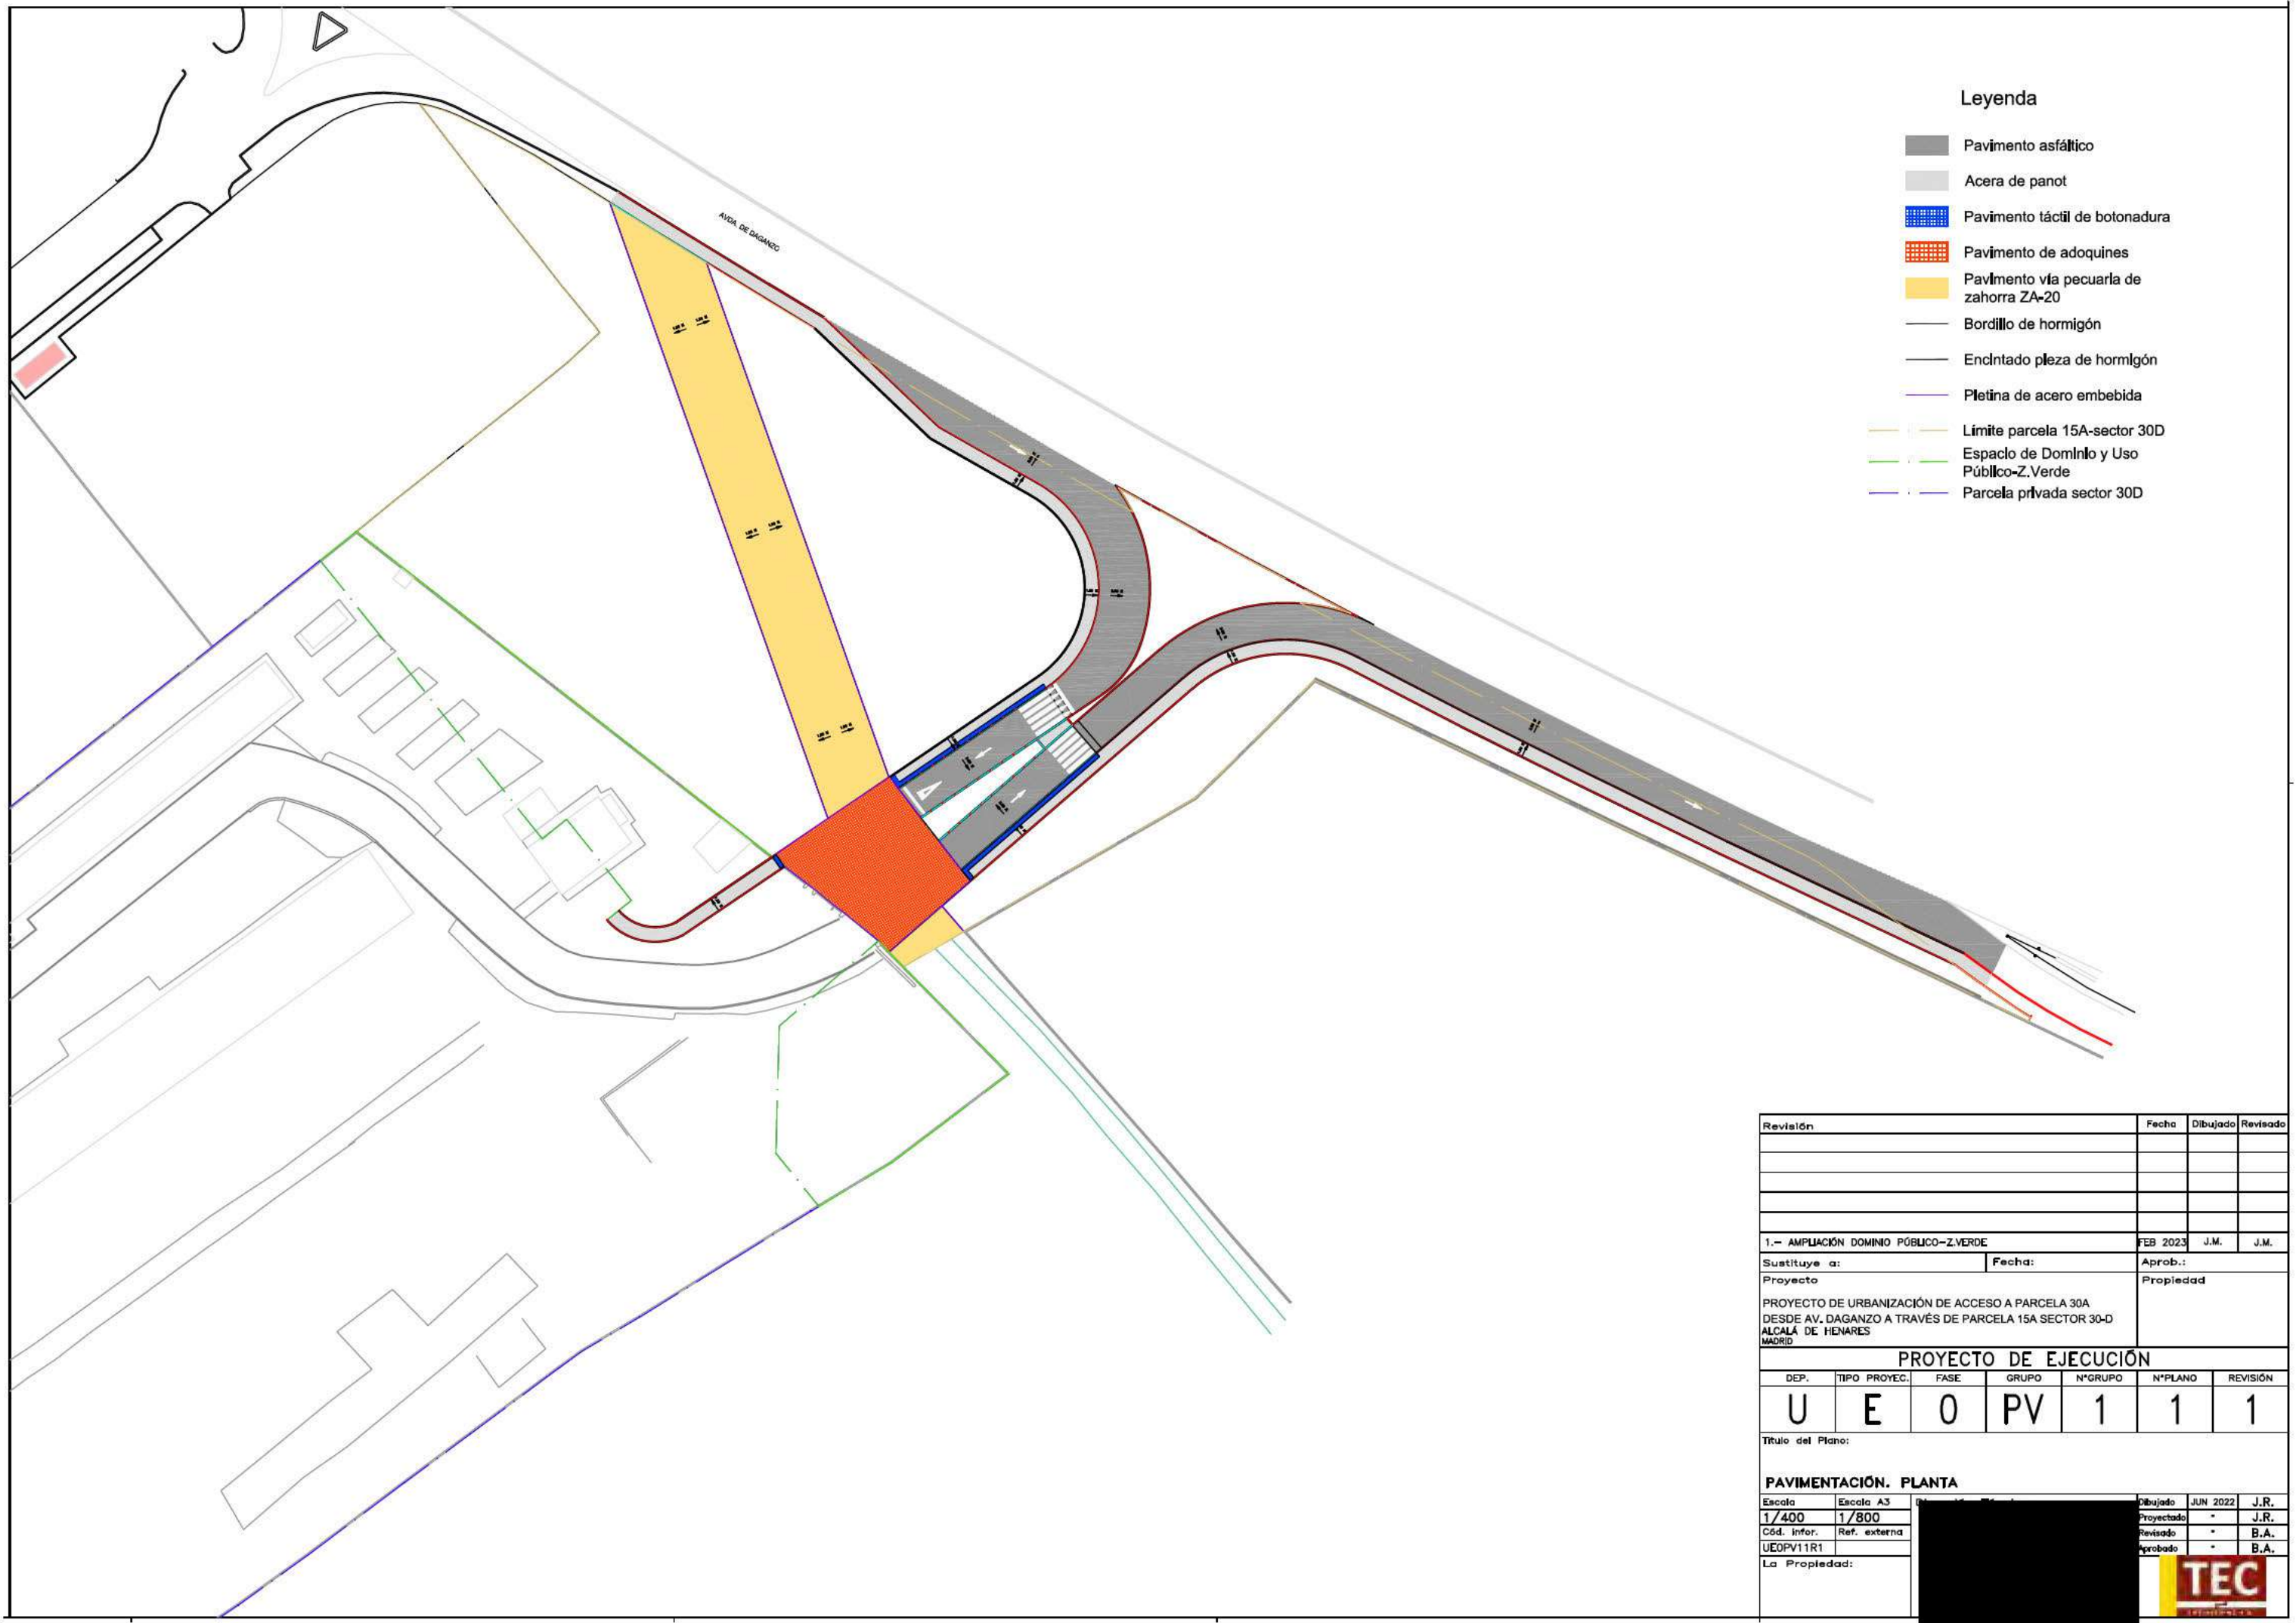 AVDA. DE DAGANZO
Leyenda
Pavimento asfáltico
Acera de panot
Pavimento táctil de botonadura
Pavimento de adoquines
Pavimento vía pecuaria de
zahorra ZA-20
Bordillo de hormigón
Encintado pieza de hormigón
Pletina de acero embebida
Límite parcela 15A-sector 30D
Espacio de Dominio y Uso
Público-Z.Verde
Parcela privada sector 30D
Revisión Fecha Dibujado Revisado
1.- AMPLIACIÓN DOMINIO PÚBLICO-Z.VERDE FEB 2023 J.M. J.M.
Sustituye a: Fecha: Aprob.:
Proyecto Propiedad
PROYECTO DE URBANIZACIÓN DE ACCESO A PARCELA 30A
DESDE AV. DAGANZO A TRAVÉS DE PARCELA 15A SECTOR 30-D
ALCALÁ DE HENARES
MADRID
PROYECTO DE EJECUCIÓN
DEP. TIPO PROYEC. FASE GRUPO NºGRUPO NºPLANO REVISIÓN
U E 0 PV 1 1 1
Título del Plano:
PAVIMENTACIÓN. PLANTA
Escala Escala A3 Dibujado JUN 2022 J.R.
1/400 1/800 Proyectado - J.R.
Cód. Infor. Ref. externa Revisado - B.A.
UE0PV11R1 Aprobado - B.A.
La Propiedad:
TEC